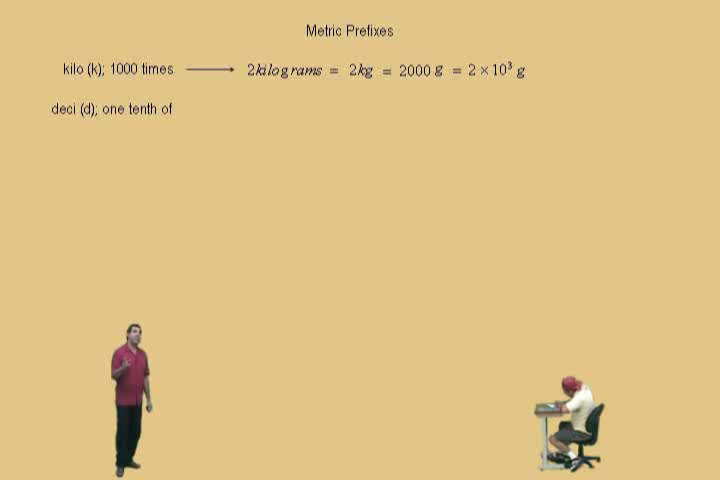 Metric Prefixes
kilo (k); 1000 times ⟶ 2kilograms = 2kg = 2000 g = 2 × 10³ g
deci (d); one tenth of